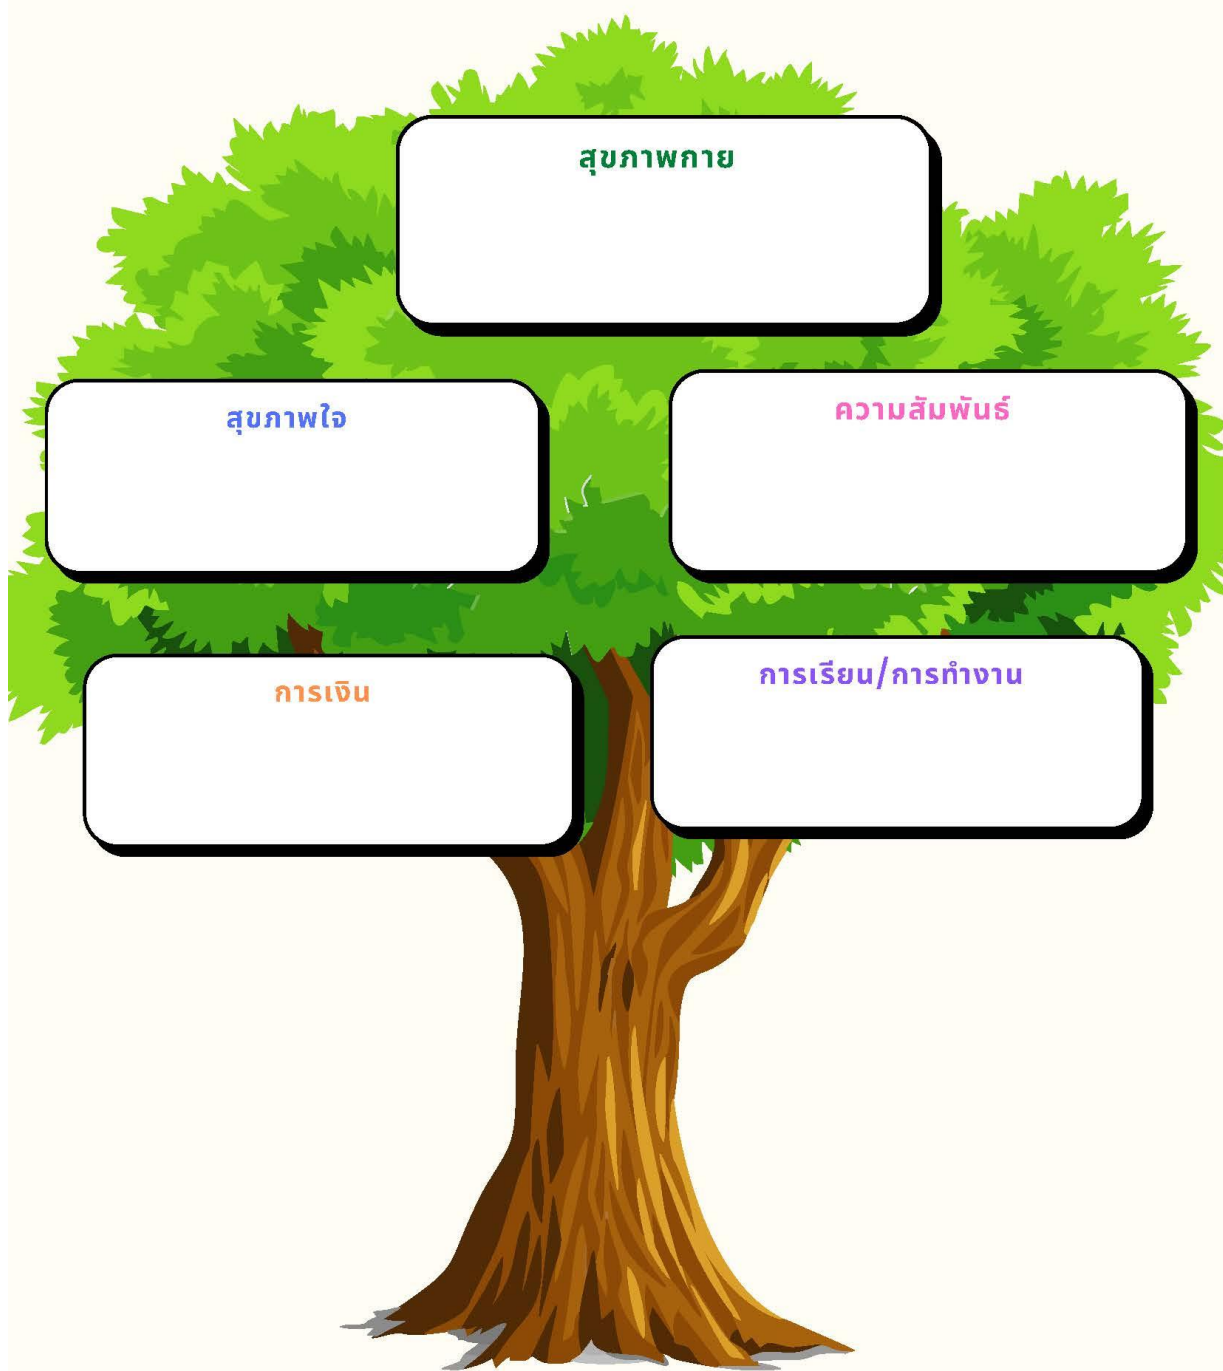 สุขภาพกาย
สุขภาพใจ
ความสัมพันธ์
การเงิน
การเรียน/การทำงาน